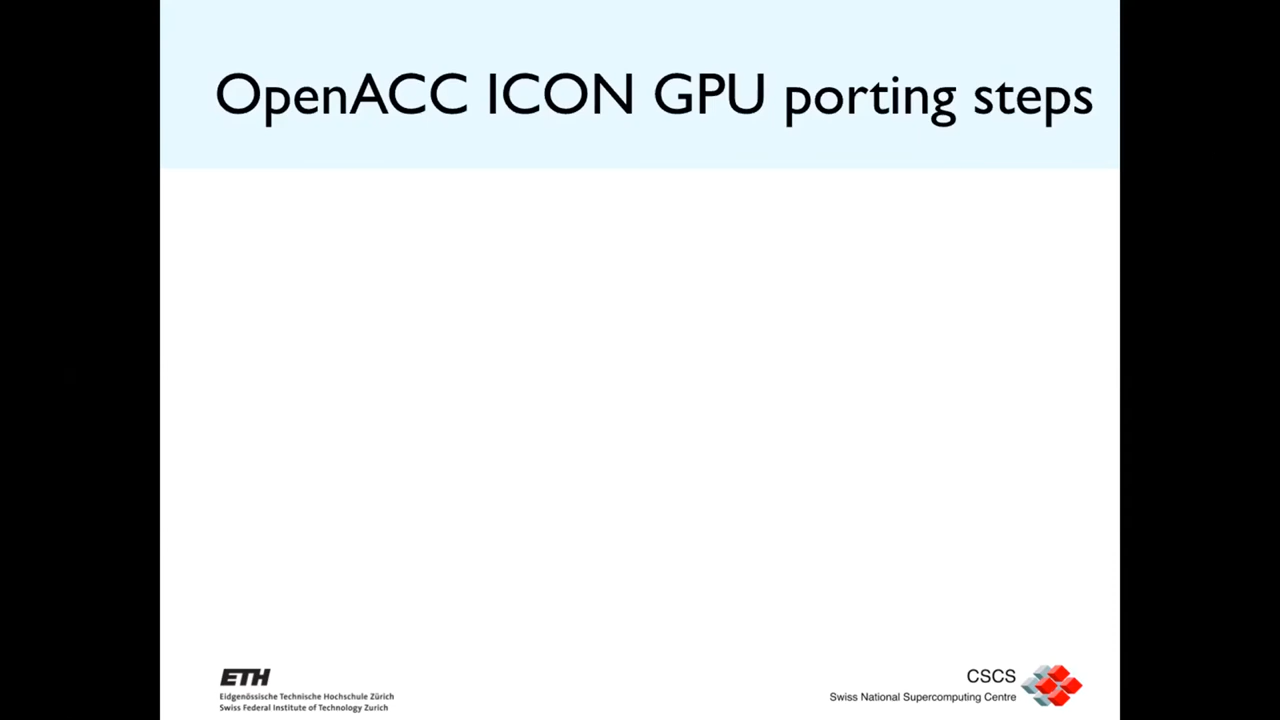 OpenACC ICON GPU porting steps
ETH
Eidgenössische Technische Hochschule Zürich
Swiss Federal Institute of Technology Zurich
CSCS
Swiss National Supercomputing Centre